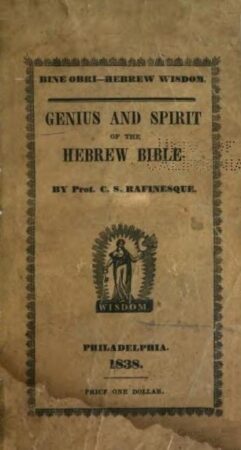 BINE OBRI—HEBREW WISDOM.
GENIUS AND SPIRIT
OF THE
HEBREW BIBLE
BY Prof. C. S. RAFINESQUE.
WISDOM
PHILADELPHIA.
1838.
PRICE ONE DOLLAR.